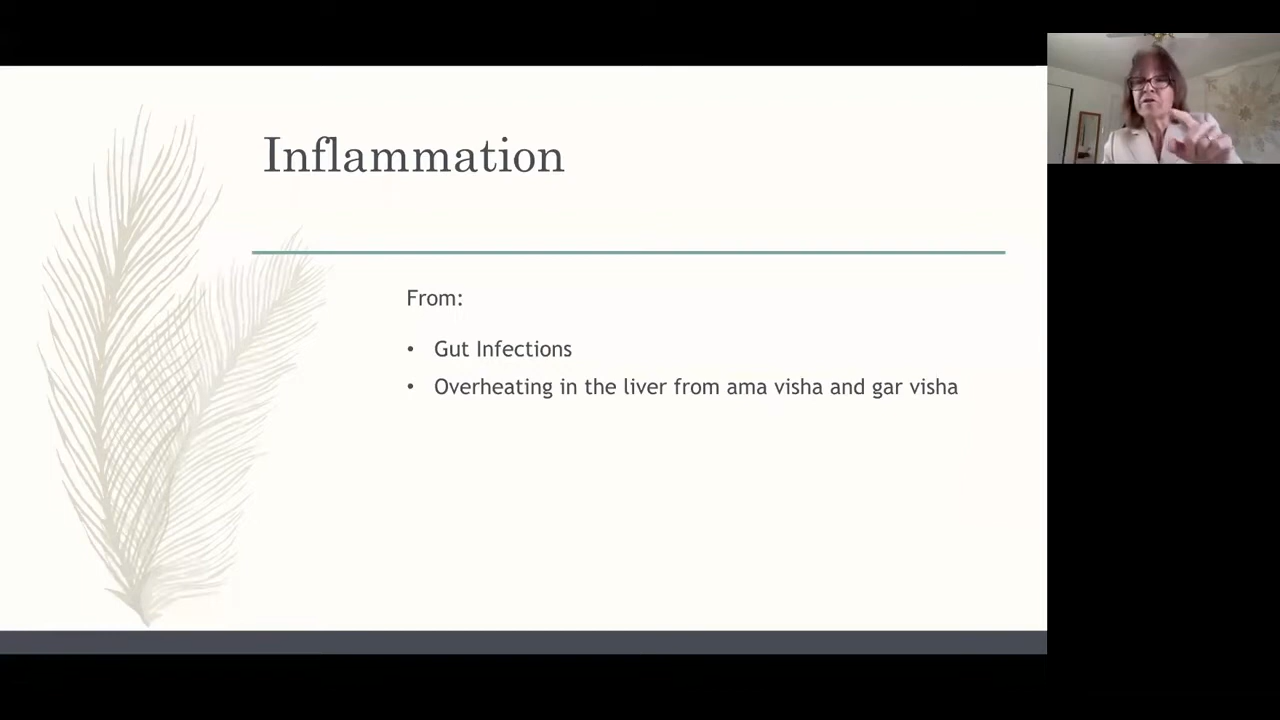 Inflammation
From:
• Gut Infections
• Overheating in the liver from ama visha and gar visha